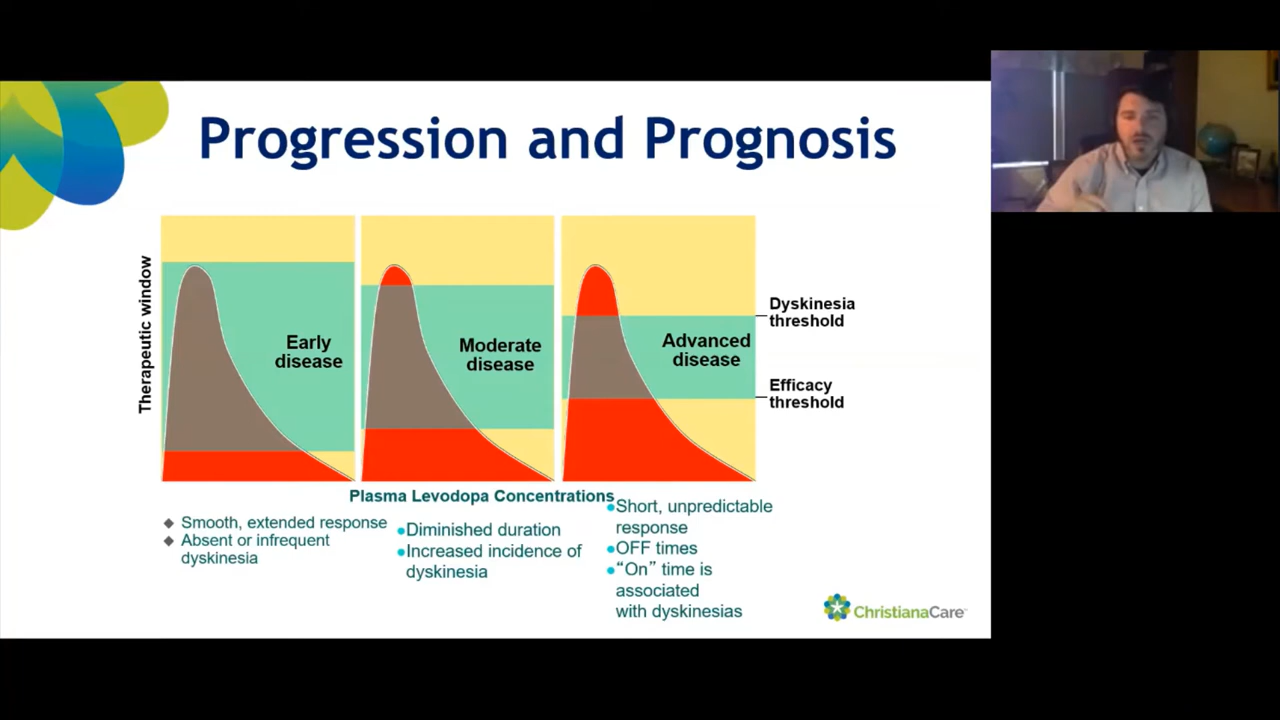 Progression and Prognosis
Therapeutic window
Early
disease
Moderate
disease
Advanced
disease
Dyskinesia
threshold
Efficacy
threshold
Plasma Levodopa Concentrations
◆ Smooth, extended response
◆ Absent or infrequent
dyskinesia
•Diminished duration
•Increased incidence of
dyskinesia
•Short, unpredictable
response
•OFF times
•“On” time is
associated
with dyskinesias
ChristianaCare™